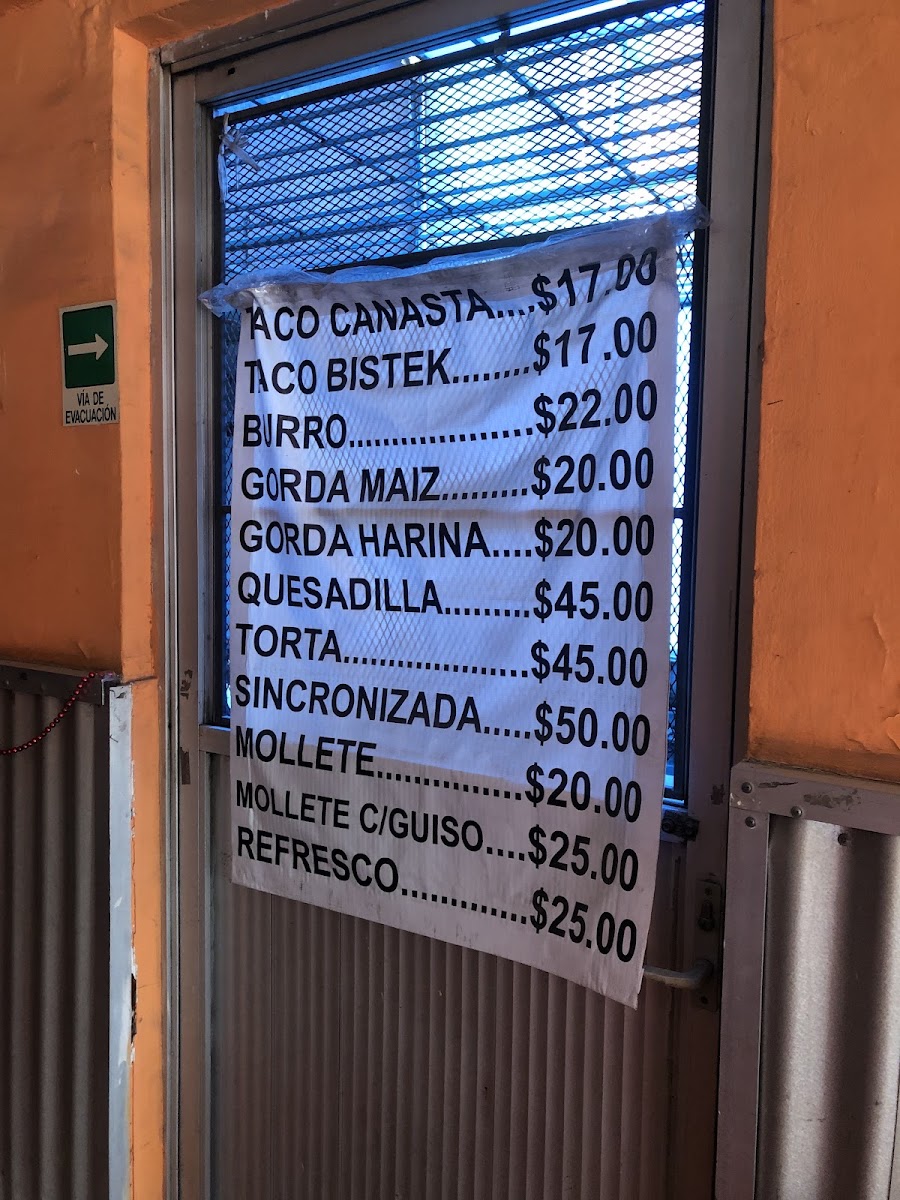 TACO CANASTA....$17.00
TACO BISTEK........$17.00
BURRO...................$22.00
GORDA MAIZ.........$20.00
GORDA HARINA....$20.00
QUESADILLA..........$45.00
TORTA....................$45.00
SINCRONIZADA.....$50.00
MOLLETE...............$20.00
MOLLETE C/GUISO....$25.00
REFRESCO..............$25.00
VÍA DE
EVACUACIÓN